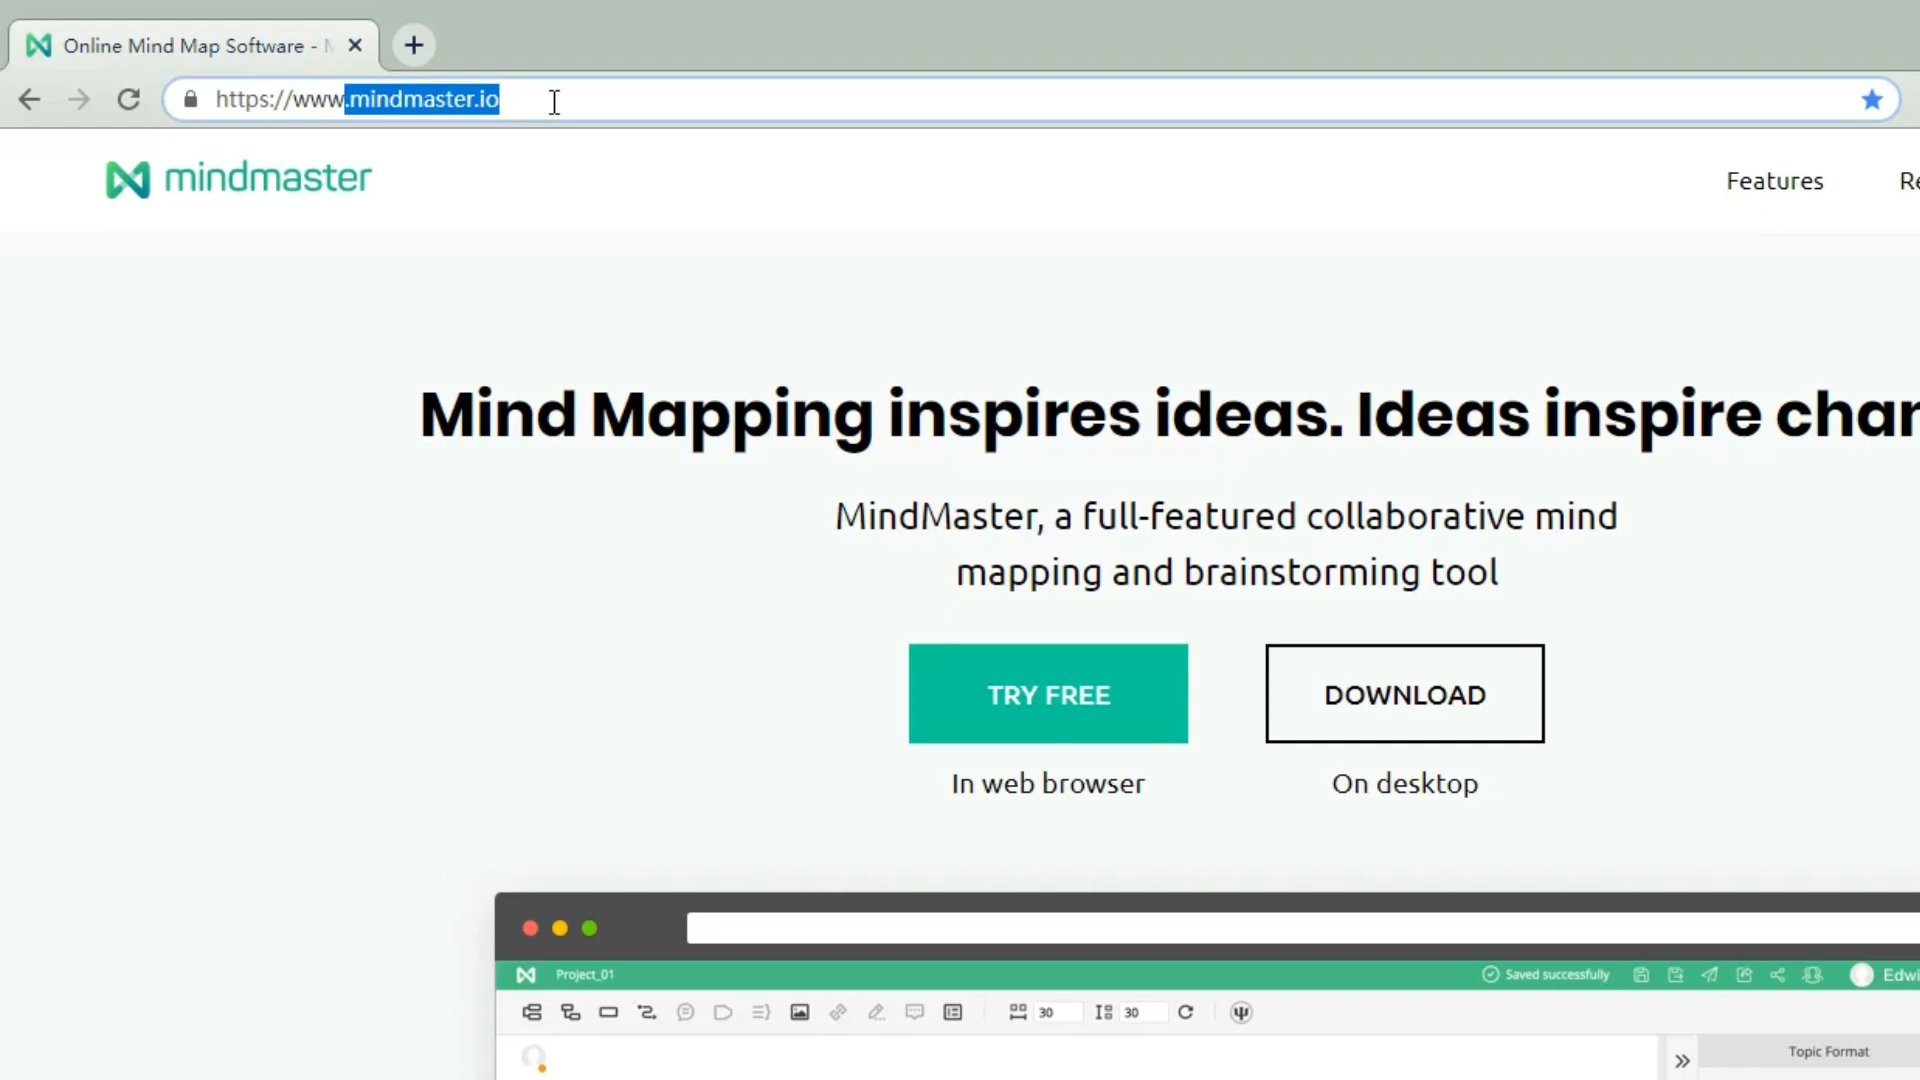 Online Mind Map Software -
https://www.mindmaster.io
mindmaster
Features
Mind Mapping inspires ideas. Ideas inspire
MindMaster, a full-featured collaborative mind
mapping and brainstorming tool
TRY FREE
DOWNLOAD
In web browser
On desktop
Project_01
Saved successfully
30
30
Topic Format